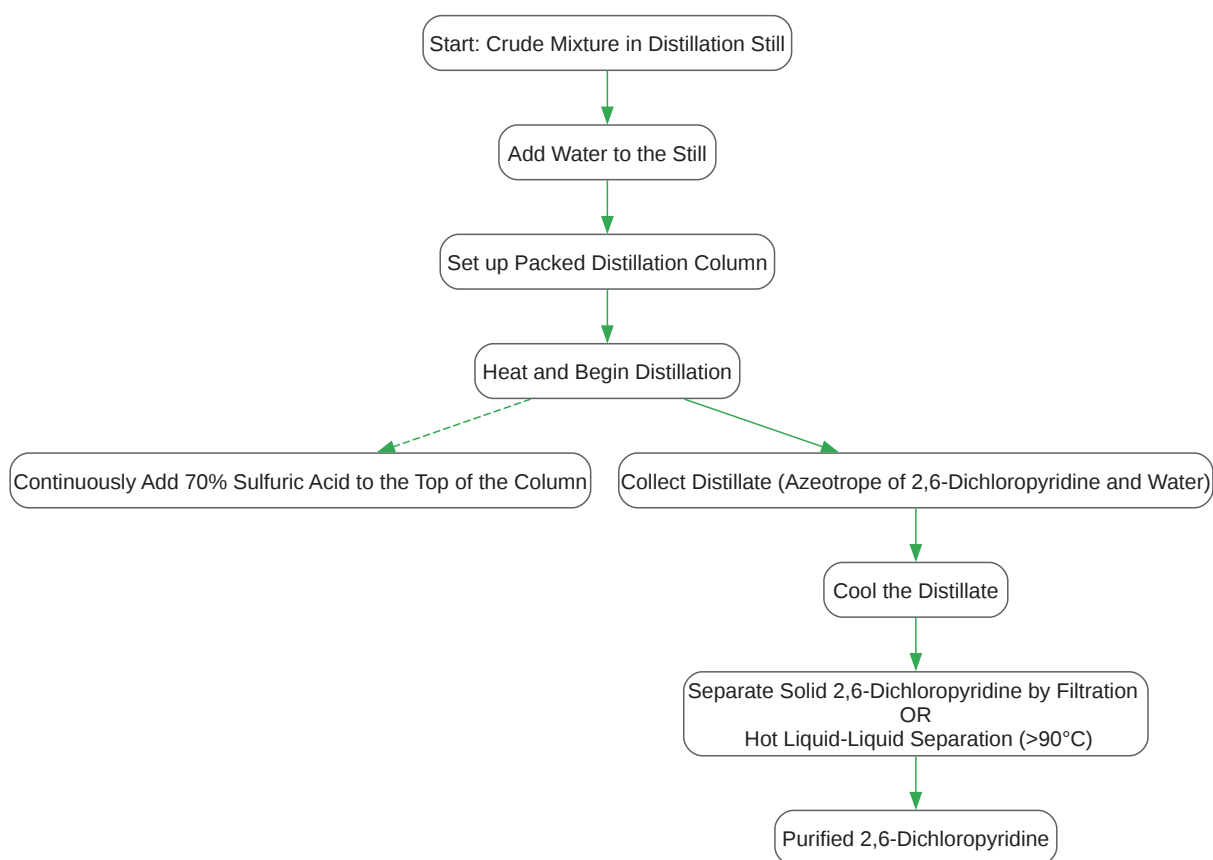 Start: Crude Mixture in Distillation Still
Add Water to the Still
Set up Packed Distillation Column
Heat and Begin Distillation
Continuously Add 70% Sulfuric Acid to the Top of the Column
Collect Distillate (Azeotrope of 2,6-Dichloropyridine and Water)
Cool the Distillate
Separate Solid 2,6-Dichloropyridine by Filtration
OR
Hot Liquid-Liquid Separation (>90°C)
Purified 2,6-Dichloropyridine